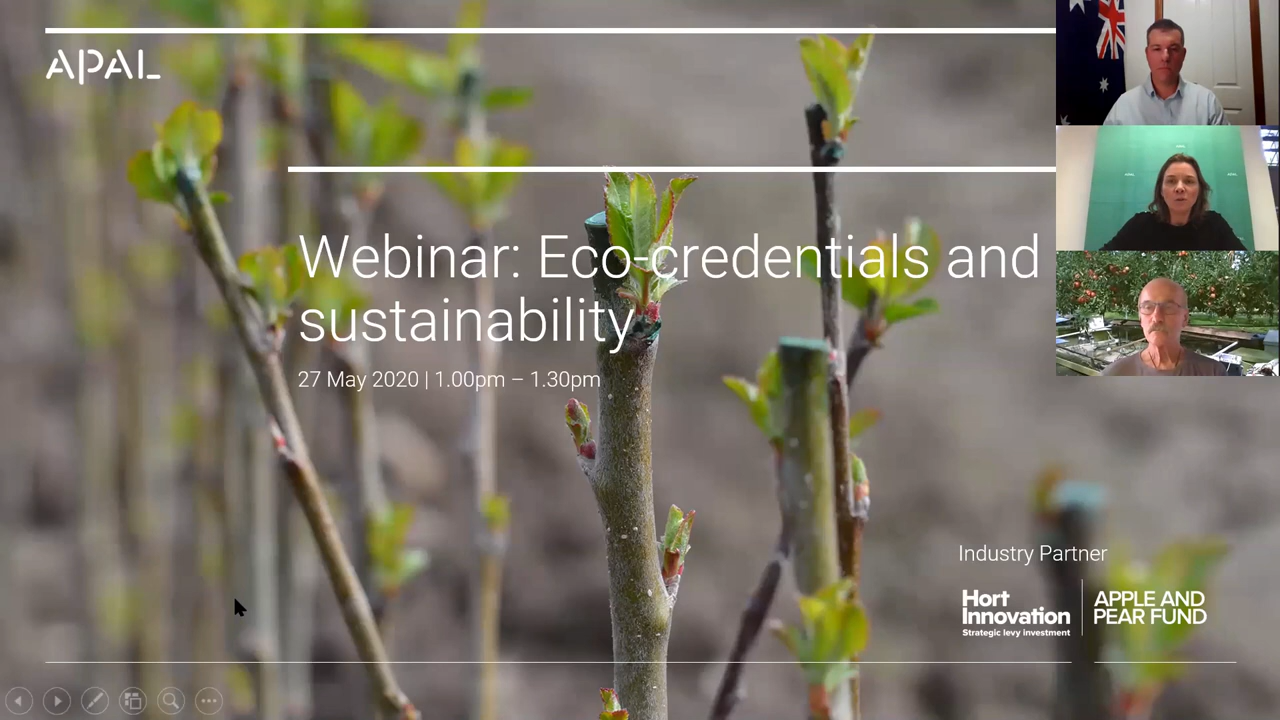 APAL
Webinar: Eco-credentials and
sustainability
27 May 2020 | 1.00pm – 1.30pm
Industry Partner
Hort
Innovation
Strategic levy investment
APPLE AND
PEAR FUND